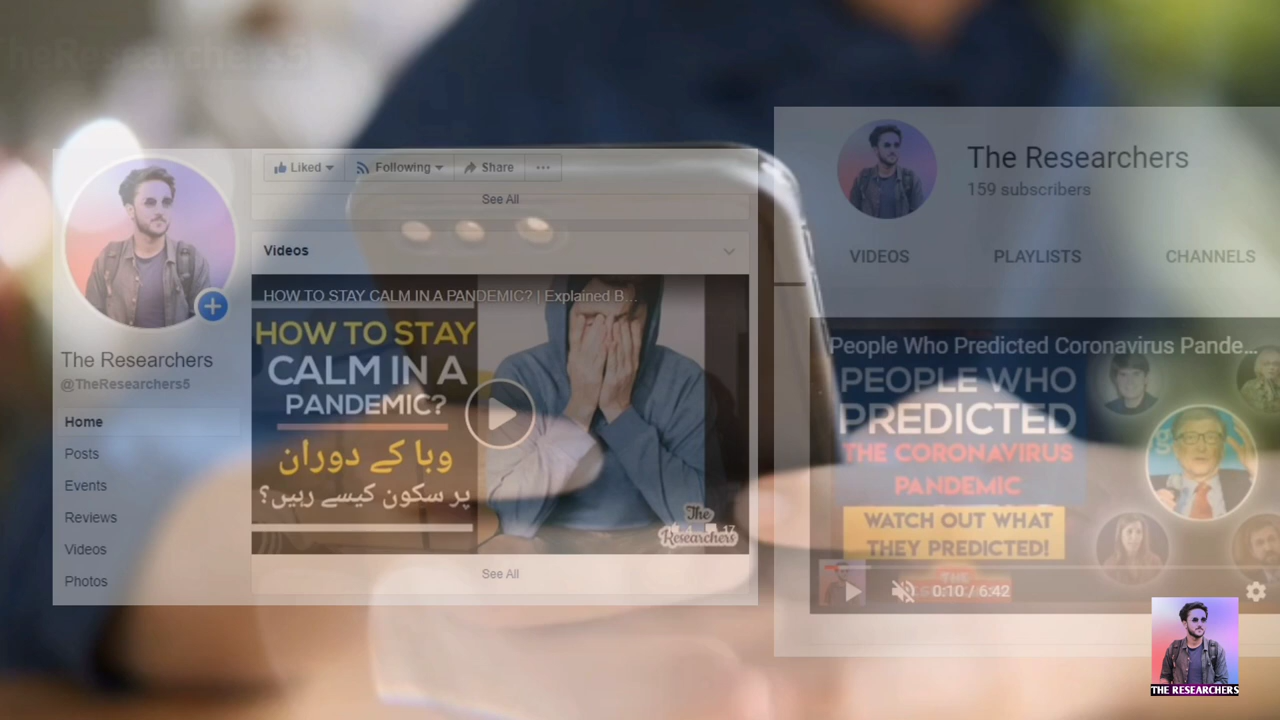 TheResearchers5
Liked
Following
Share
See All
Videos
HOW TO STAY CALM IN A PANDEMIC? | Explained B...
HOW TO STAY
CALM IN A
PANDEMIC?
وبا کے دوران
پر سکون کیسے رہیں؟
The
Researchers
See All
The Researchers
@TheResearchers5
Home
Posts
Events
Reviews
Videos
Photos
The Researchers
159 subscribers
VIDEOS
PLAYLISTS
CHANNELS
People Who Predicted Coronavirus Pande...
PEOPLE WHO
PREDICTED
THE CORONAVIRUS
PANDEMIC
WATCH OUT WHAT
THEY PREDICTED!
0:10 / 6:42
THE RESEARCHERS